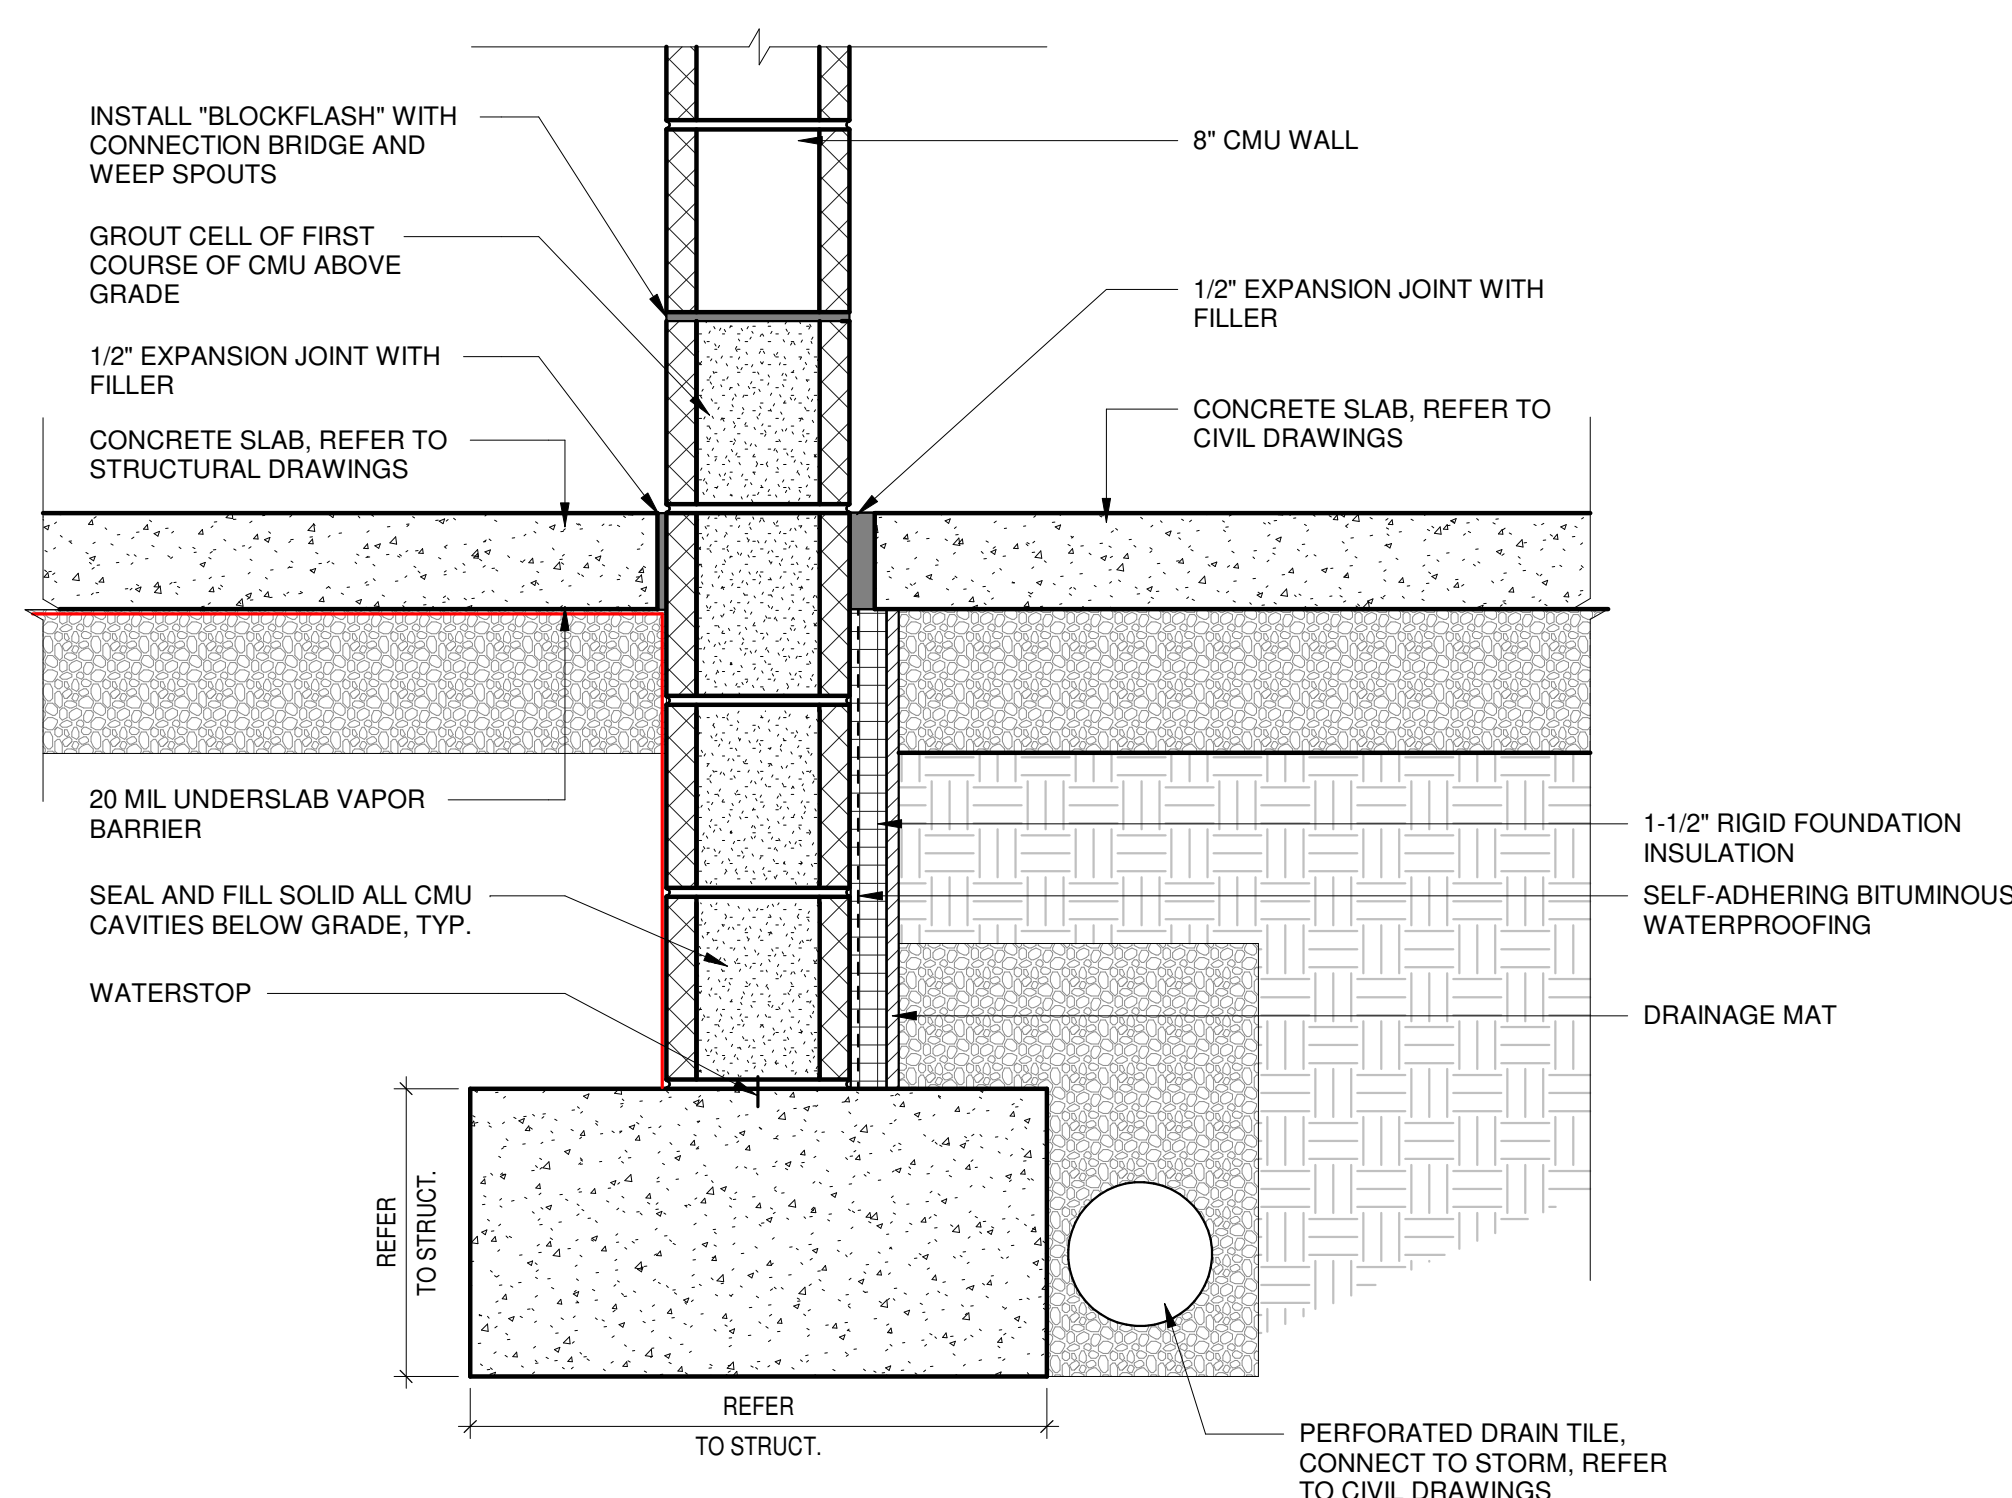 INSTALL "BLOCKFLASH" WITH
CONNECTION BRIDGE AND
WEEP SPOUTS
GROUT CELL OF FIRST
COURSE OF CMU ABOVE
GRADE
1/2" EXPANSION JOINT WITH
FILLER
CONCRETE SLAB, REFER TO
STRUCTURAL DRAWINGS
20 MIL UNDERSLAB VAPOR
BARRIER
SEAL AND FILL SOLID ALL CMU
CAVITIES BELOW GRADE, TYP.
WATERSTOP
REFER
TO STRUCT.
REFER
TO STRUCT.
8" CMU WALL
1/2" EXPANSION JOINT WITH
FILLER
CONCRETE SLAB, REFER TO
CIVIL DRAWINGS
1-1/2" RIGID FOUNDATION
INSULATION
SELF-ADHERING BITUMINOUS
WATERPROOFING
DRAINAGE MAT
PERFORATED DRAIN TILE,
CONNECT TO STORM, REFER
TO CIVIL DRAWINGS